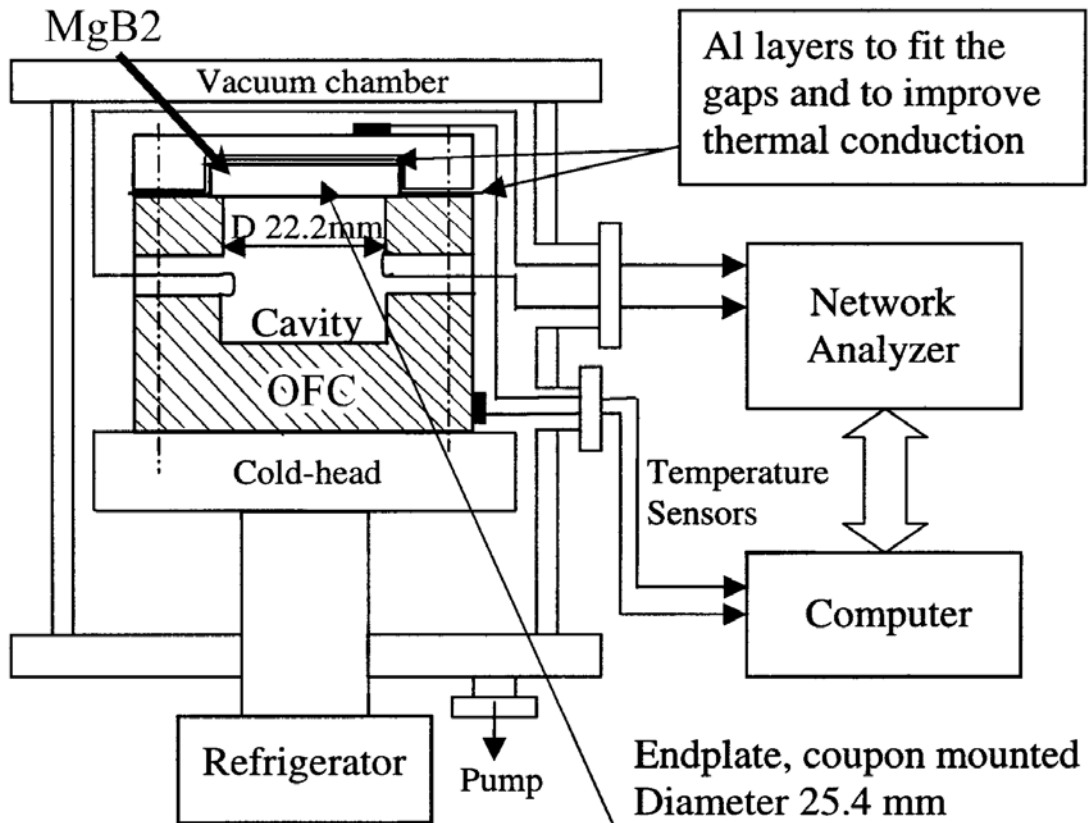 MgB2
Vacuum chamber
Al layers to fit the
gaps and to improve
thermal conduction
D 22.2mm
Cavity
OFC
Cold-head
Network
Analyzer
Temperature
Sensors
Computer
Refrigerator
Pump
Endplate, coupon mounted
Diameter 25.4 mm